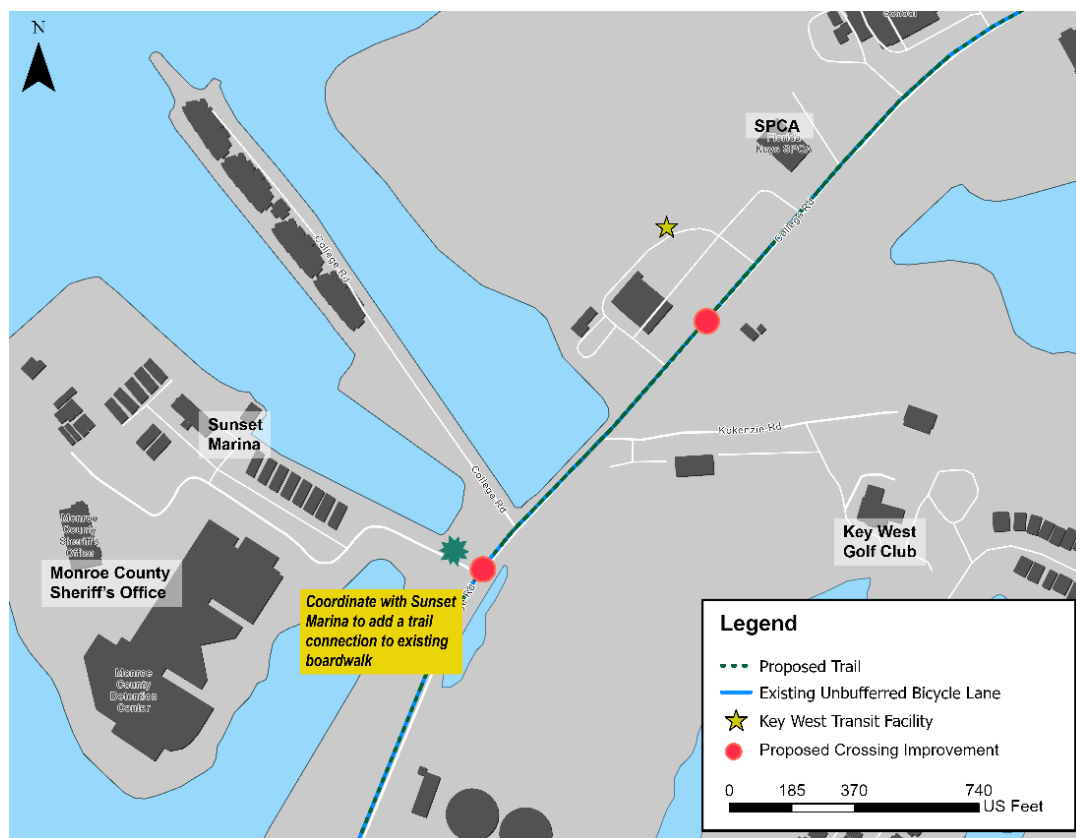 N
School
SPCA
Florida
Keys SPCA
College Rd
College Rd
Kokenzie Rd
College Rd
Sunset
Marina
Monroe
County
Sheriff's
Office
Monroe County
Sheriff's Office
Key West
Golf Club
Rd
Coordinate with Sunset
Marina to add a trail
connection to existing
boardwalk
Monroe
County
Detention
Center
Legend
Proposed Trail
Existing Unbufferred Bicycle Lane
Key West Transit Facility
Proposed Crossing Improvement
0 185 370 740
US Feet